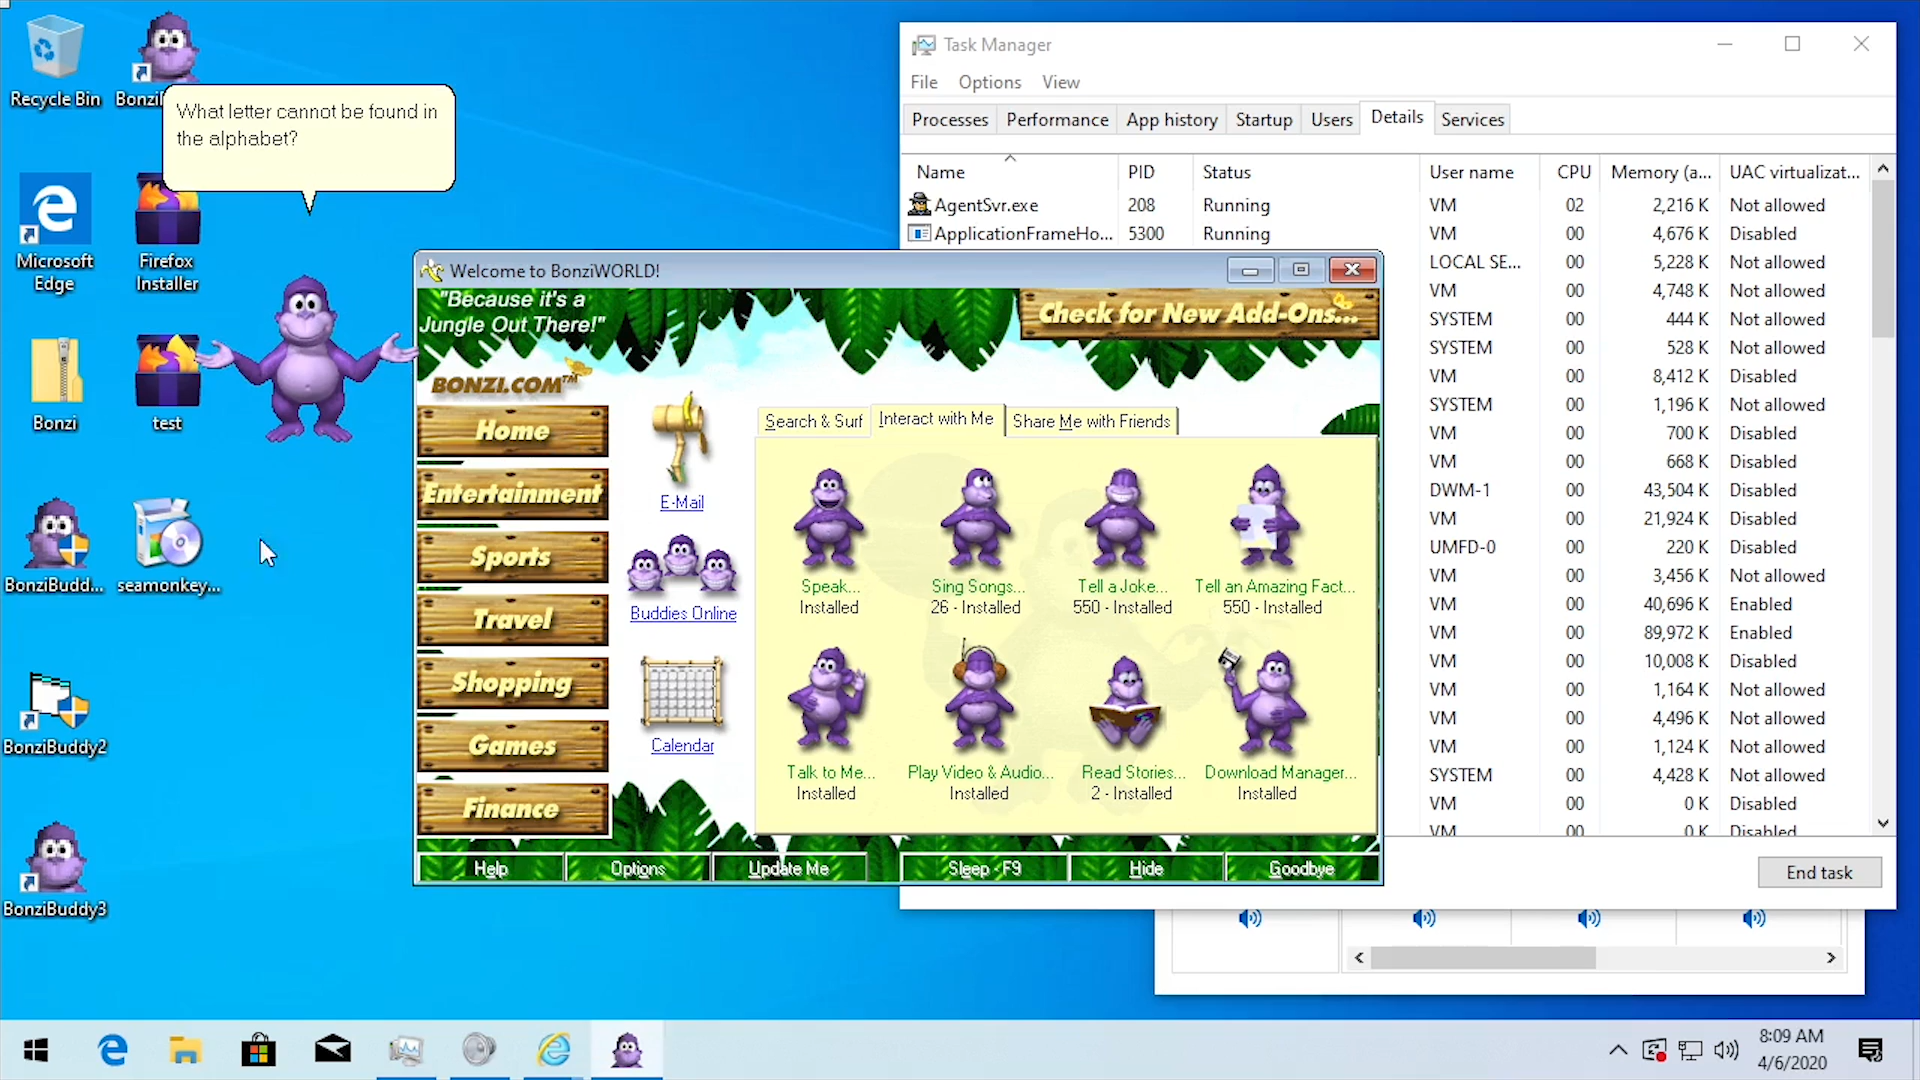 Recycle Bin
Bonzi
What letter cannot be found in
the alphabet?
Microsoft
Edge
Firefox
Installer
Bonzi
test
BonziBudd...
seamonkey...
BonziBuddy2
BonziBuddy3
Task Manager
File Options View
Processes Performance App history Startup Users Details Services
Name PID Status User name CPU Memory (a... UAC virtualizat...
AgentSvr.exe 208 Running VM 02 2,216 K Not allowed
ApplicationFrameHo... 5300 Running VM 00 4,676 K Disabled
LOCAL SE... 00 5,228 K Not allowed
VM 00 4,748 K Not allowed
SYSTEM 00 444 K Not allowed
SYSTEM 00 528 K Not allowed
VM 00 8,412 K Disabled
SYSTEM 00 1,196 K Not allowed
VM 00 700 K Disabled
VM 00 668 K Disabled
DWM-1 00 43,504 K Disabled
VM 00 21,924 K Disabled
UMFD-0 00 220 K Disabled
VM 00 3,456 K Not allowed
VM 00 40,696 K Enabled
VM 00 89,972 K Enabled
VM 00 10,008 K Disabled
VM 00 1,164 K Not allowed
VM 00 4,496 K Not allowed
VM 00 1,124 K Not allowed
SYSTEM 00 4,428 K Not allowed
VM 00 0 K Disabled
VM 00 0 K Disabled
End task
Welcome to BonziWORLD!
"Because it's a
Jungle Out There!"
Check for New Add-Ons...
BONZI.COM™
Home
Entertainment
Sports
Travel
Shopping
Games
Finance
E-Mail
Buddies Online
Calendar
Search & Surf Interact with Me Share Me with Friends
Speak... Sing Songs... Tell a Joke... Tell an Amazing Fact...
Installed 26 - Installed 550 - Installed 550 - Installed
Talk to Me... Play Video & Audio... Read Stories... Download Manager...
Installed Installed 2 - Installed Installed
Help Options Update Me Sleep - F9 Hide Goodbye
8:09 AM
4/6/2020